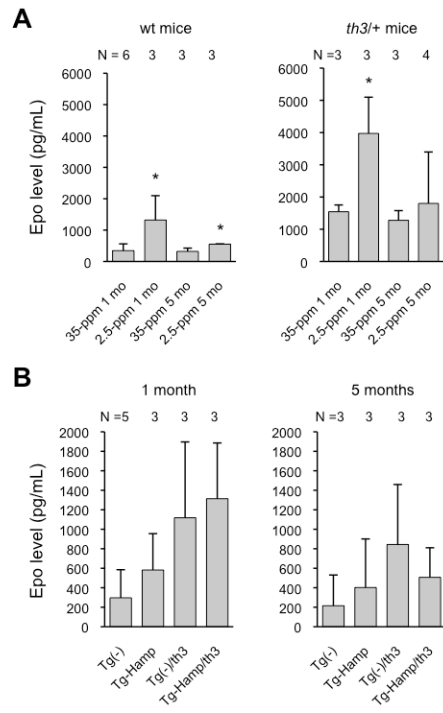 A
wt mice
th3/+ mice
N = 6 3 3 3
N =3 3 3 4
Epo level (pg/mL)
6000
5000
4000
3000
2000
1000
0
*
*
35-ppm 1 mo
2.5-ppm 1 mo
35-ppm 5 mo
2.5-ppm 5 mo
6000
5000
4000
3000
2000
1000
0
*
35-ppm 1 mo
2.5-ppm 1 mo
35-ppm 5 mo
2.5-ppm 5 mo
B
1 month
5 months
N =5 3 3 3
N =3 3 3 3
Epo level (pg/mL)
2000
1800
1600
1400
1200
1000
800
600
400
200
0
Tg(-)
Tg-Hamp
Tg(-)/th3
Tg-Hamp/th3
2000
1800
1600
1400
1200
1000
800
600
400
200
0
Tg(-)
Tg-Hamp
Tg(-)/th3
Tg-Hamp/th3